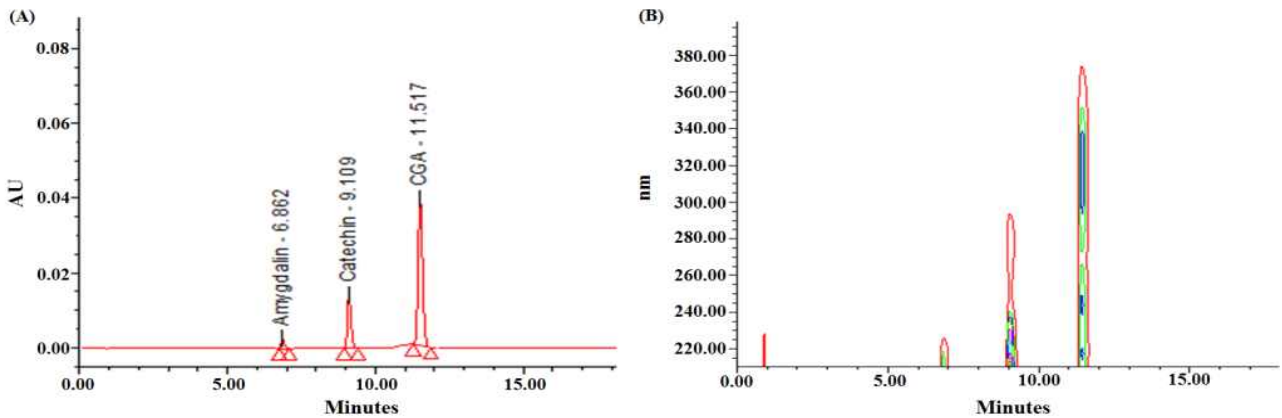 (A)
0.08
0.06
0.04
0.02
0.00
AU
Amygdalin - 6.862
Catechin - 9.109
CGA - 11.517
0.00 5.00 10.00 15.00
Minutes
(B)
380.00
360.00
340.00
320.00
300.00
280.00
260.00
240.00
220.00
nm
0.00 5.00 10.00 15.00
Minutes